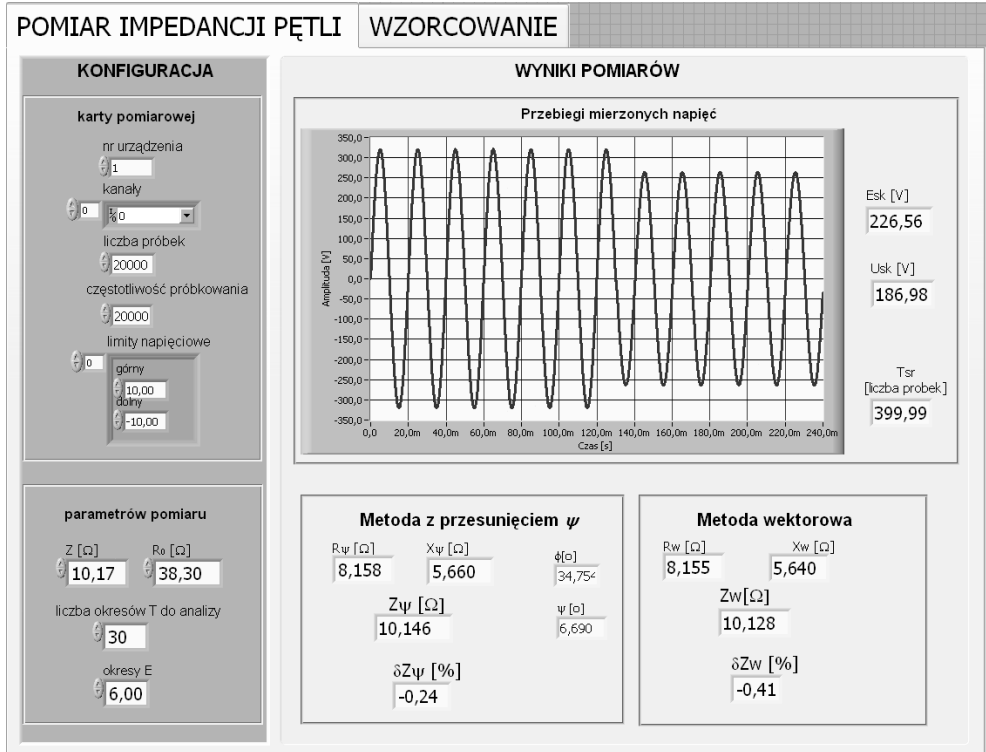 POMIAR IMPEDANCJI PĘTLI
WZORCOWANIE
KONFIGURACJA
karty pomiarowej
nr urządzenia
1
kanały
0
I/% 0
liczba próbek
20000
częstotliwość próbkowania
20000
limity napięciowe
0
górny
10,00
dolny
-10,00
parametrów pomiaru
Z [Ω] R₀ [Ω]
10,17 38,30
liczba okresów T do analizy
30
okresy E
6,00
WYNIKI POMIARÓW
Przebiegi mierzonych napięć
Amplituda [V]
350,0
300,0
250,0
200,0
150,0
100,0
50,0
0,0
-50,0
-100,0
-150,0
-200,0
-250,0
-300,0
-350,0
0,0 20,0m 40,0m 60,0m 80,0m 100,0m 120,0m 140,0m 160,0m 180,0m 200,0m 220,0m 240,0m
Czas [s]
Esk [V]
226,56
Usk [V]
186,98
Tsr
[liczba probek]
399,99
Metoda z przesunięciem ψ
Rψ [Ω] Xψ [Ω] ϕ[o]
8,158 5,660 34,754
Zψ [Ω] ψ [o]
10,146 6,690
δZψ [%]
-0,24
Metoda wektorowa
Rw [Ω] Xw [Ω]
8,155 5,640
Zw[Ω]
10,128
δZw [%]
-0,41